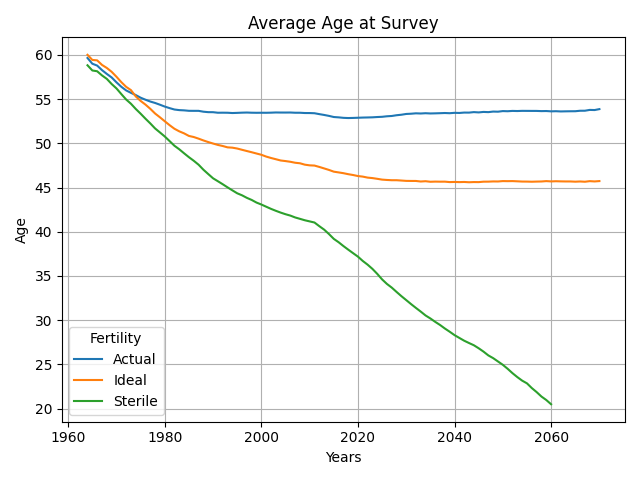 Average Age at Survey
Age
60
55
50
45
40
35
30
25
20
Fertility
Actual
Ideal
Sterile
1960 1980 2000 2020 2040 2060
Years